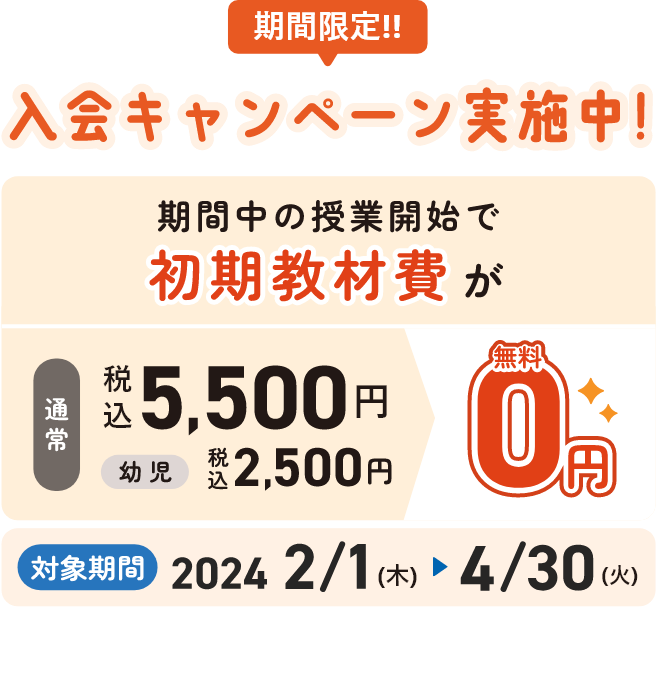 期間限定!!
入会キャンペーン実施中!
期間中の授業開始で
初期教材費が
通常
税込5,500円
幼児 税込2,500円
無料
0円
対象期間 2024 2/1(木) ▶ 4/30(火)